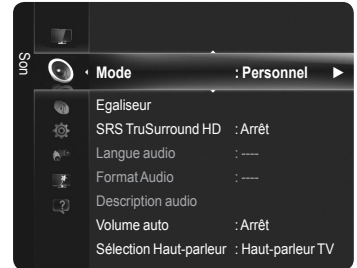 Son
Mode : Personnel ►
Egaliseur
SRS TruSurround HD : Arrêt
Langue audio : ----
Format Audio : ----
Description audio
Volume auto : Arrêt
Sélection Haut-parleur : Haut-parleur TV